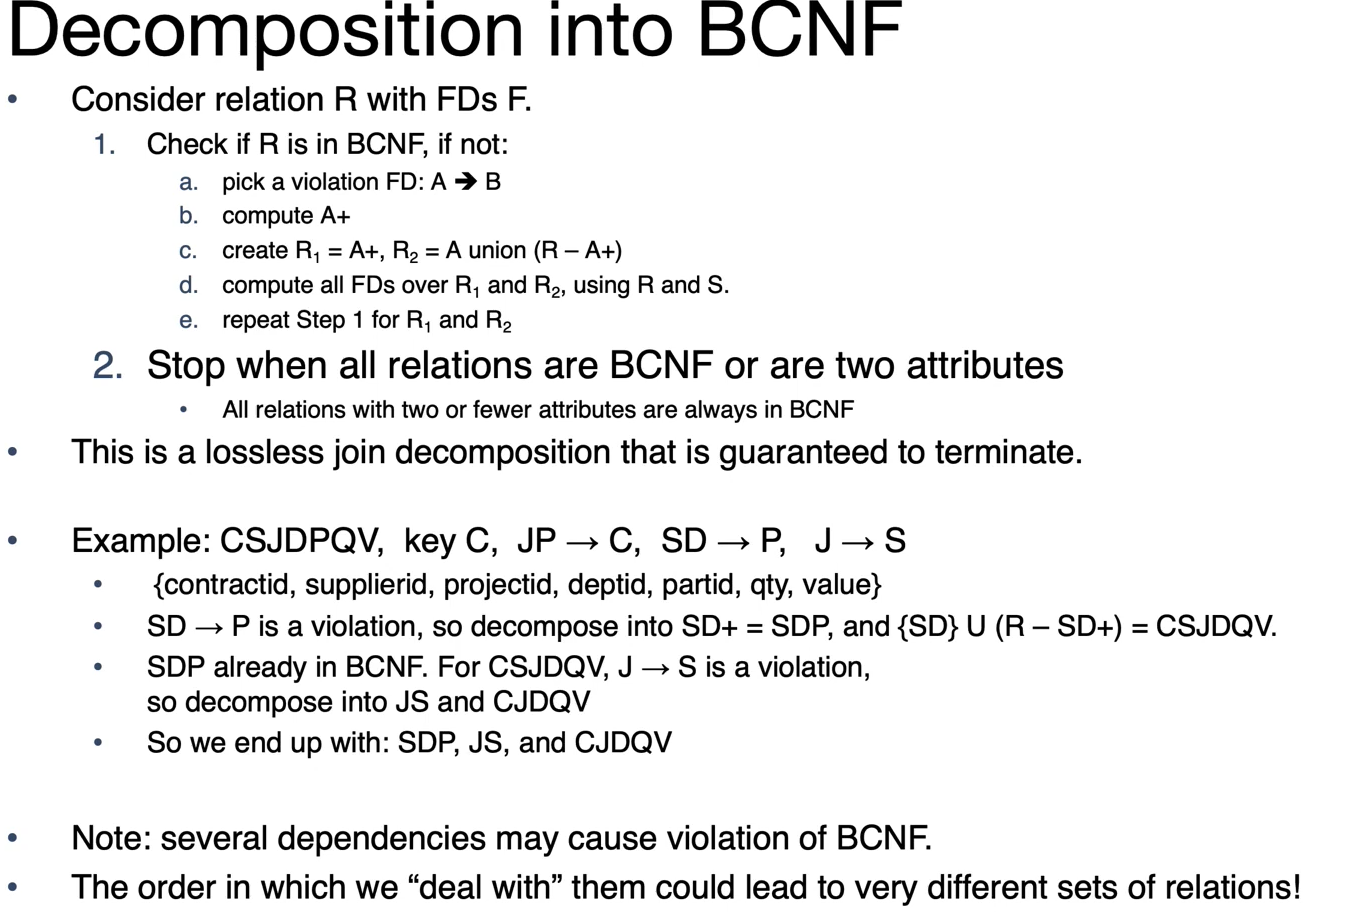 Decomposition into BCNF
• Consider relation R with FDs F.
1. Check if R is in BCNF, if not:
a. pick a violation FD: A ➔ B
b. compute A+
c. create R₁ = A+, R₂ = A union (R – A+)
d. compute all FDs over R₁ and R₂, using R and S.
e. repeat Step 1 for R₁ and R₂
2. Stop when all relations are BCNF or are two attributes
• All relations with two or fewer attributes are always in BCNF
• This is a lossless join decomposition that is guaranteed to terminate.
• Example: CSJDPQV, key C, JP → C, SD → P, J → S
• {contractid, supplierid, projectid, deptid, partid, qty, value}
• SD → P is a violation, so decompose into SD+ = SDP, and {SD} U (R – SD+) = CSJDQV.
• SDP already in BCNF. For CSJDQV, J → S is a violation,
so decompose into JS and CJDQV
• So we end up with: SDP, JS, and CJDQV
• Note: several dependencies may cause violation of BCNF.
• The order in which we “deal with” them could lead to very different sets of relations!